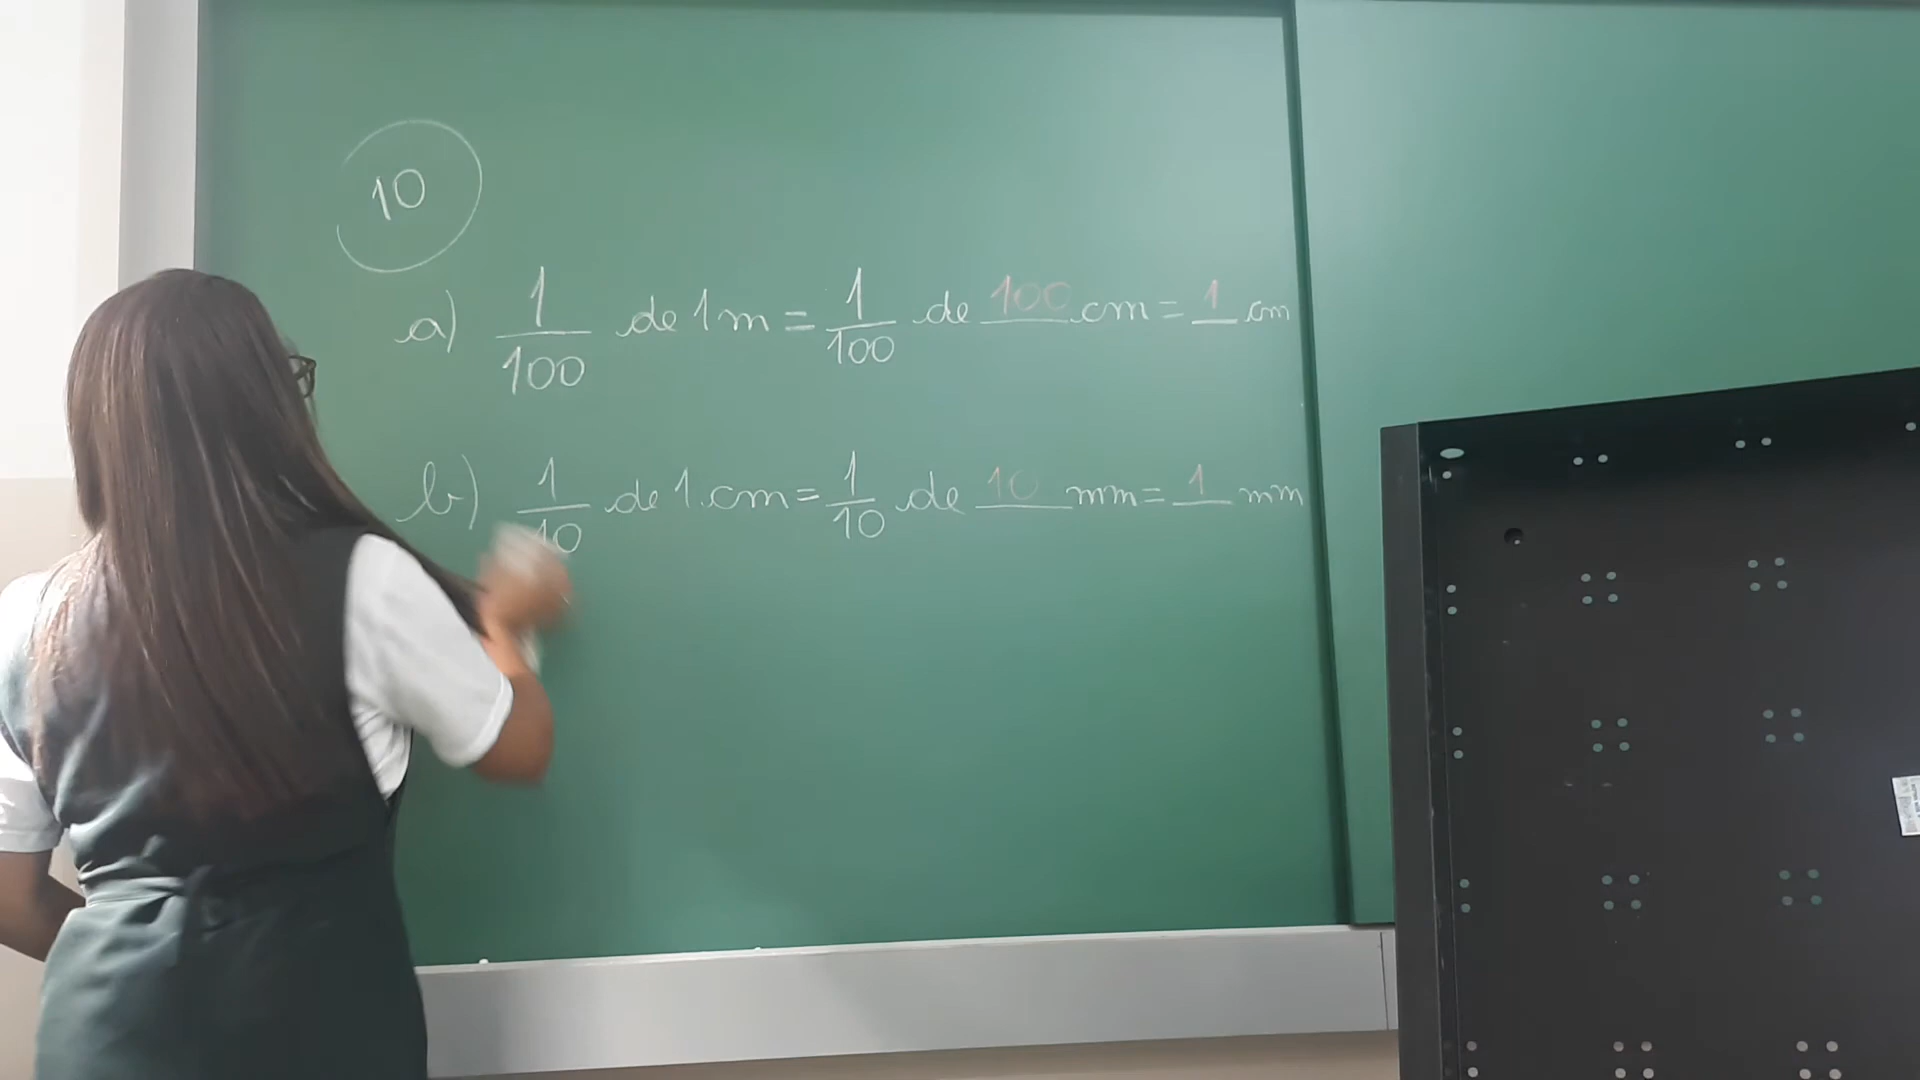 10
a) 1/100 de 1m = 1/100 de 100 cm = 1 cm
b) 1/10 de 1.cm = 1/10 de 10 mm = 1 mm